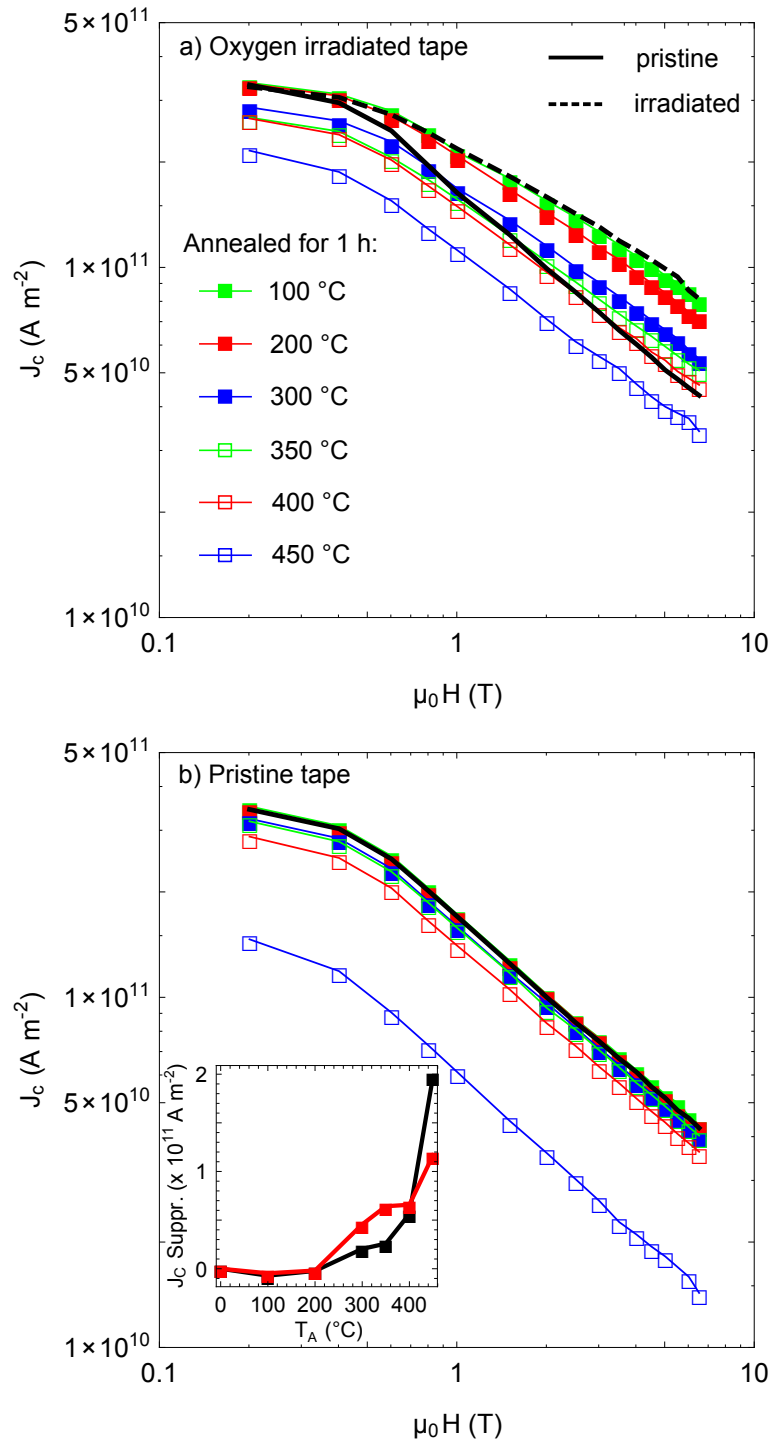 5×10¹¹
a) Oxygen irradiated tape
pristine
irradiated
Annealed for 1 h:
100 °C
200 °C
300 °C
350 °C
400 °C
450 °C
1×10¹¹
5×10¹⁰
1×10¹⁰
J_c (A m⁻²)
0.1 1 10
μ₀H (T)
5×10¹¹
b) Pristine tape
1×10¹¹
5×10¹⁰
1×10¹⁰
J_c (A m⁻²)
2
1
0
J_C Suppr. (x 10¹¹ A m⁻²)
0 100 200 300 400
T_A (°C)
0.1 1 10
μ₀H (T)